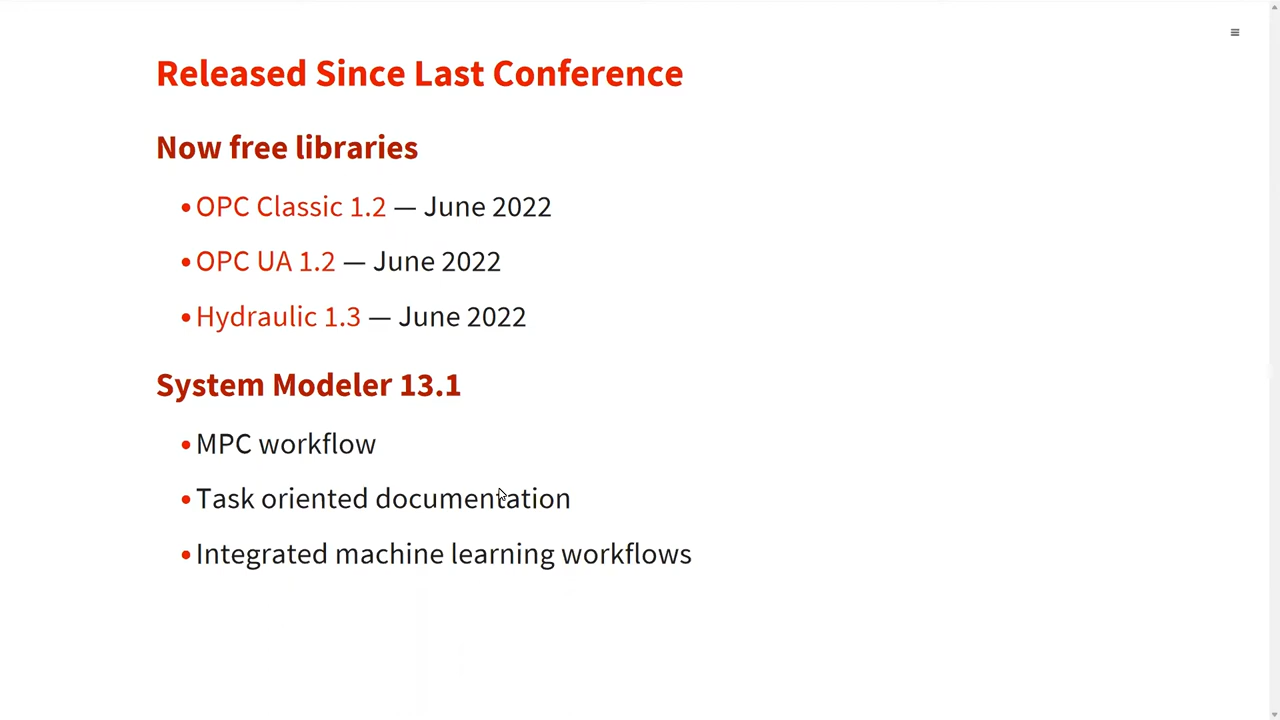 Released Since Last Conference
Now free libraries
• OPC Classic 1.2 — June 2022
• OPC UA 1.2 — June 2022
• Hydraulic 1.3 — June 2022
System Modeler 13.1
• MPC workflow
• Task oriented documentation
• Integrated machine learning workflows